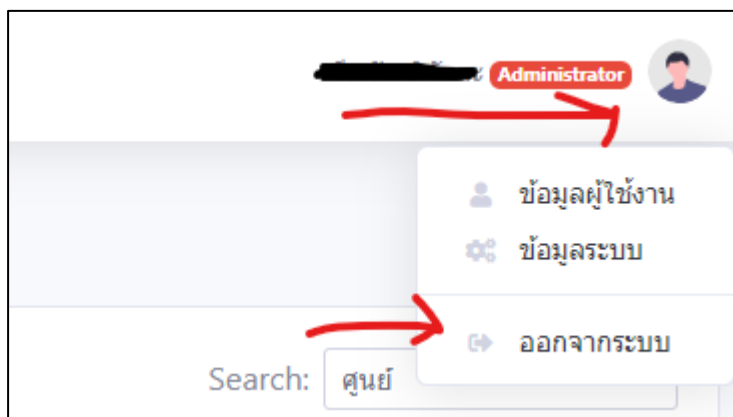 Administrator
ข้อมูลผู้ใช้งาน
ข้อมูลระบบ
ออกจากระบบ
Search: ศูนย์